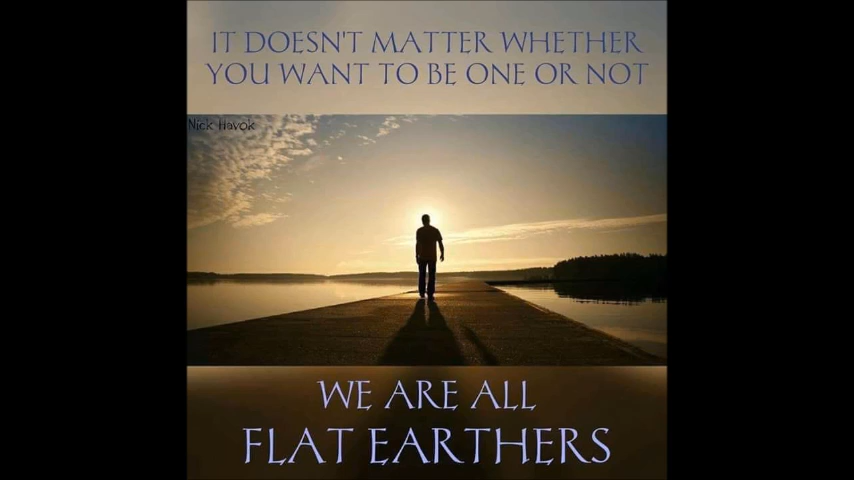 IT DOESN'T MATTER WHETHER
YOU WANT TO BE ONE OR NOT
Nick Havok
WE ARE ALL
FLAT EARTHERS